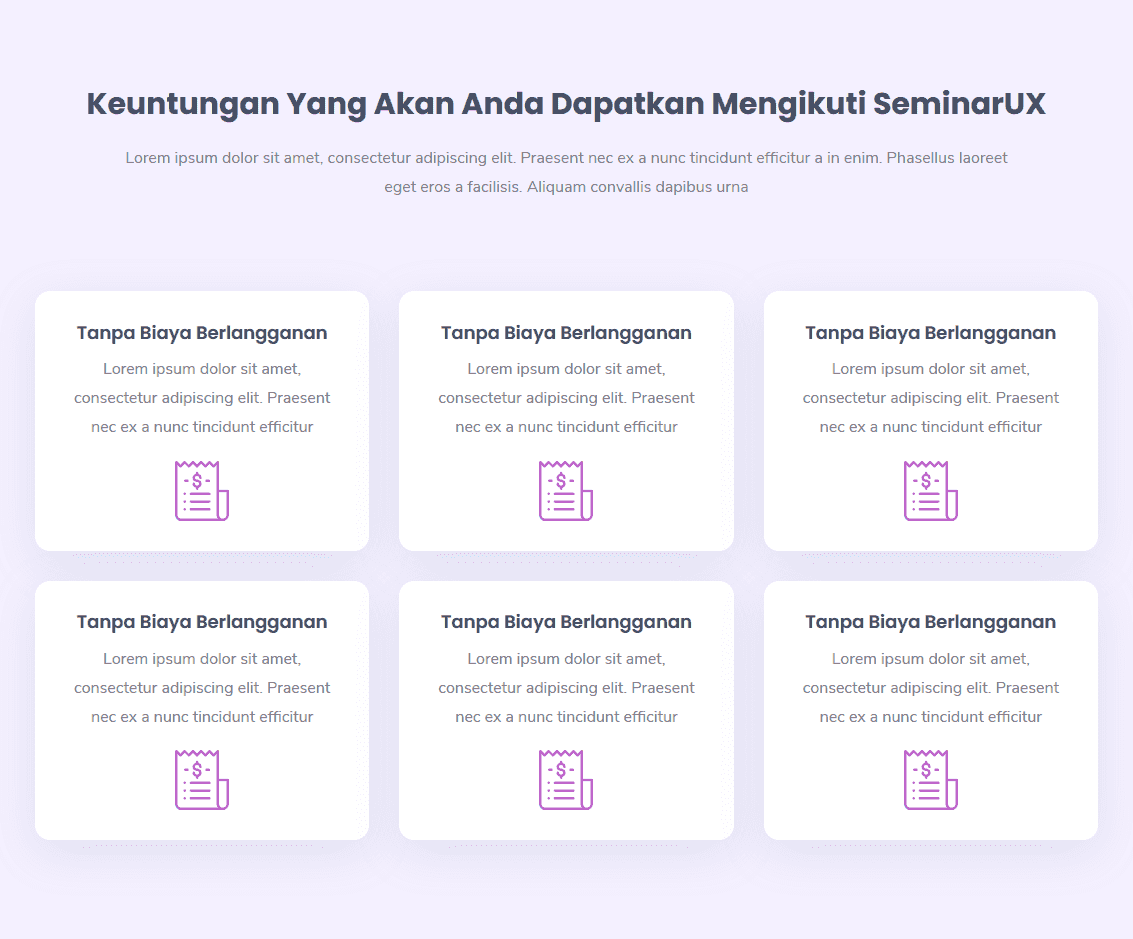 Keuntungan Yang Akan Anda Dapatkan Mengikuti SeminarUX
Lorem ipsum dolor sit amet, consectetur adipiscing elit. Praesent nec ex a nunc tincidunt efficitur a in enim. Phasellus laoreet
eget eros a facilisis. Aliquam convallis dapibus urna
Tanpa Biaya Berlangganan
Lorem ipsum dolor sit amet,
consectetur adipiscing elit. Praesent
nec ex a nunc tincidunt efficitur
$
Tanpa Biaya Berlangganan
Lorem ipsum dolor sit amet,
consectetur adipiscing elit. Praesent
nec ex a nunc tincidunt efficitur
$
Tanpa Biaya Berlangganan
Lorem ipsum dolor sit amet,
consectetur adipiscing elit. Praesent
nec ex a nunc tincidunt efficitur
$
Tanpa Biaya Berlangganan
Lorem ipsum dolor sit amet,
consectetur adipiscing elit. Praesent
nec ex a nunc tincidunt efficitur
$
Tanpa Biaya Berlangganan
Lorem ipsum dolor sit amet,
consectetur adipiscing elit. Praesent
nec ex a nunc tincidunt efficitur
$
Tanpa Biaya Berlangganan
Lorem ipsum dolor sit amet,
consectetur adipiscing elit. Praesent
nec ex a nunc tincidunt efficitur
$